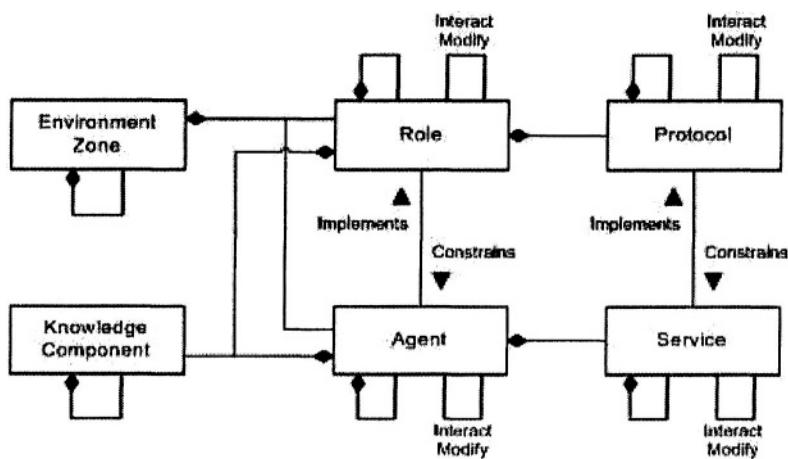 Interact
Modify
Interact
Modify
Environment
Zone
Role
Protocol
Implements
Implements
Constrains
Constrains
Knowledge
Component
Agent
Service
Interact
Modify
Interact
Modify